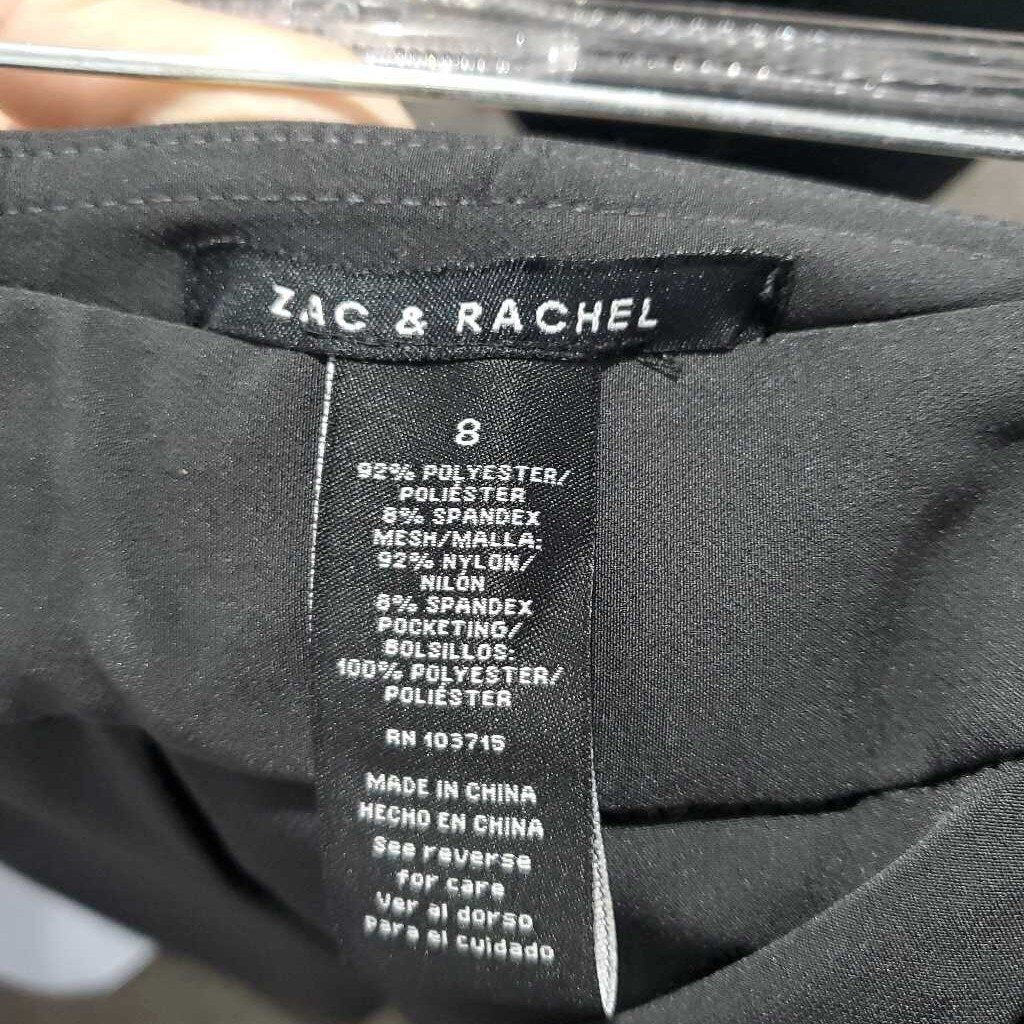 ZAC & RACHEL
8
92% POLYESTER/
POLIÉSTER
8% SPANDEX
MESH/MALLA:
92% NYLON/
NILÓN
8% SPANDEX
POCKETING/
BOLSILLOS:
100% POLYESTER/
POLIÉSTER
RN 103715
MADE IN CHINA
HECHO EN CHINA
See reverse
for care
Ver al dorso
para el cuidado